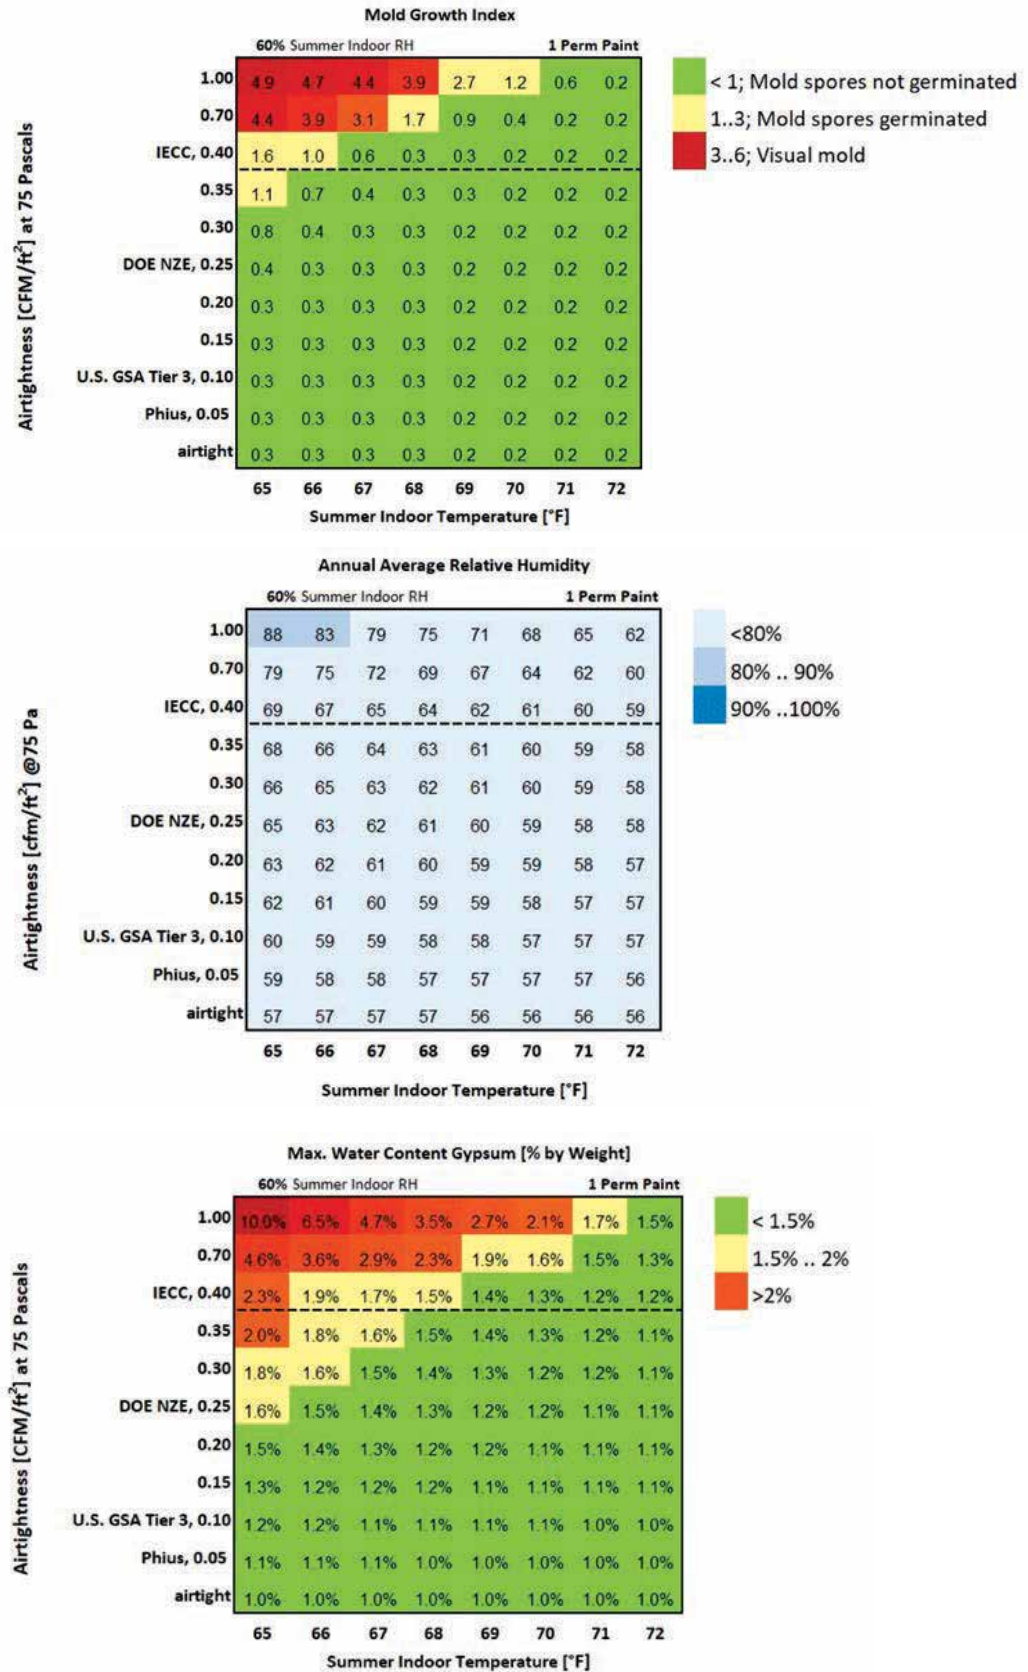 Mold Growth Index
60% Summer Indoor RH 1 Perm Paint
Airtightness [CFM/ft²] at 75 Pascals
1.00 4.9 4.7 4.4 3.9 2.7 1.2 0.6 0.2
0.70 4.4 3.9 3.1 1.7 0.9 0.4 0.2 0.2
IECC, 0.40 1.6 1.0 0.6 0.3 0.3 0.2 0.2 0.2
0.35 1.1 0.7 0.4 0.3 0.3 0.2 0.2 0.2
0.30 0.8 0.4 0.3 0.3 0.2 0.2 0.2 0.2
DOE NZE, 0.25 0.4 0.3 0.3 0.3 0.2 0.2 0.2 0.2
0.20 0.3 0.3 0.3 0.3 0.2 0.2 0.2 0.2
0.15 0.3 0.3 0.3 0.3 0.2 0.2 0.2 0.2
U.S. GSA Tier 3, 0.10 0.3 0.3 0.3 0.3 0.2 0.2 0.2 0.2
Phius, 0.05 0.3 0.3 0.3 0.3 0.2 0.2 0.2 0.2
airtight 0.3 0.3 0.3 0.3 0.2 0.2 0.2 0.2
65 66 67 68 69 70 71 72
Summer Indoor Temperature [°F]
< 1; Mold spores not germinated
1..3; Mold spores germinated
3..6; Visual mold
Annual Average Relative Humidity
60% Summer Indoor RH 1 Perm Paint
Airtightness [cfm/ft²] @75 Pa
1.00 88 83 79 75 71 68 65 62
0.70 79 75 72 69 67 64 62 60
IECC, 0.40 69 67 65 64 62 61 60 59
0.35 68 66 64 63 61 60 59 58
0.30 66 65 63 62 61 60 59 58
DOE NZE, 0.25 65 63 62 61 60 59 58 58
0.20 63 62 61 60 59 59 58 57
0.15 62 61 60 59 59 58 57 57
U.S. GSA Tier 3, 0.10 60 59 59 58 58 57 57 57
Phius, 0.05 59 58 58 57 57 57 57 56
airtight 57 57 57 57 56 56 56 56
65 66 67 68 69 70 71 72
Summer Indoor Temperature [°F]
<80%
80% .. 90%
90% ..100%
Max. Water Content Gypsum [% by Weight]
60% Summer Indoor RH 1 Perm Paint
Airtightness [CFM/ft²] at 75 Pascals
1.00 10.0% 6.5% 4.7% 3.5% 2.7% 2.1% 1.7% 1.5%
0.70 4.6% 3.6% 2.9% 2.3% 1.9% 1.6% 1.5% 1.3%
IECC, 0.40 2.3% 1.9% 1.7% 1.5% 1.4% 1.3% 1.2% 1.2%
0.35 2.0% 1.8% 1.6% 1.5% 1.4% 1.3% 1.2% 1.1%
0.30 1.8% 1.6% 1.5% 1.4% 1.3% 1.2% 1.2% 1.1%
DOE NZE, 0.25 1.6% 1.5% 1.4% 1.3% 1.2% 1.2% 1.1% 1.1%
0.20 1.5% 1.4% 1.3% 1.2% 1.2% 1.1% 1.1% 1.1%
0.15 1.3% 1.2% 1.2% 1.2% 1.1% 1.1% 1.1% 1.1%
U.S. GSA Tier 3, 0.10 1.2% 1.2% 1.1% 1.1% 1.1% 1.1% 1.0% 1.0%
Phius, 0.05 1.1% 1.1% 1.1% 1.0% 1.0% 1.0% 1.0% 1.0%
airtight 1.0% 1.0% 1.0% 1.0% 1.0% 1.0% 1.0% 1.0%
65 66 67 68 69 70 71 72
Summer Indoor Temperature [°F]
< 1.5%
1.5% .. 2%
>2%